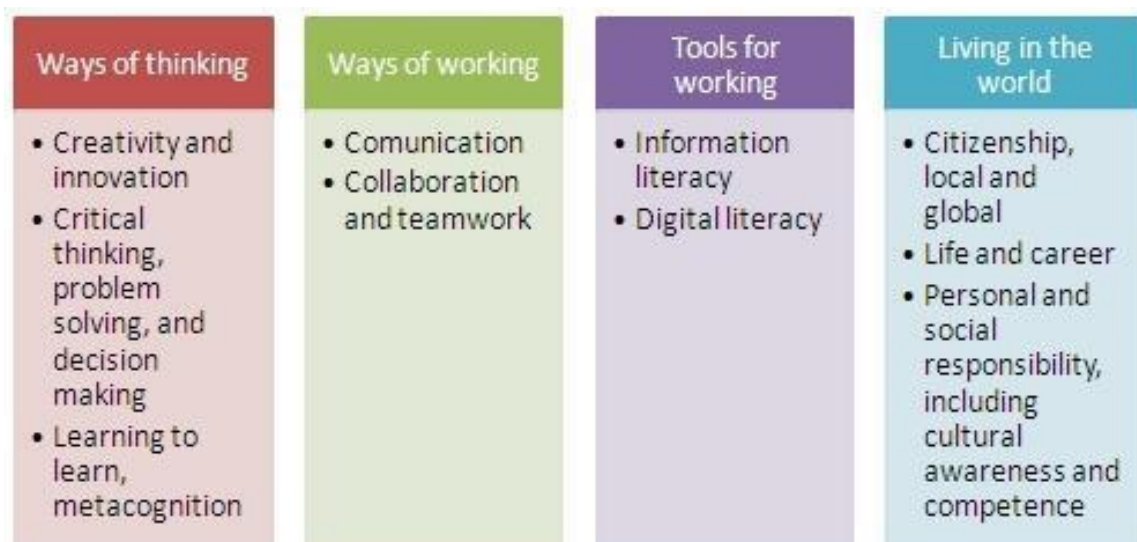 Ways of thinking
• Creativity and
innovation
• Critical
thinking,
problem
solving, and
decision
making
• Learning to
learn,
metacognition
Ways of working
• Comunication
• Collaboration
and teamwork
Tools for
working
• Information
literacy
• Digital literacy
Living in the
world
• Citizenship,
local and
global
• Life and career
• Personal and
social
responsibility,
including
cultural
awareness and
competence